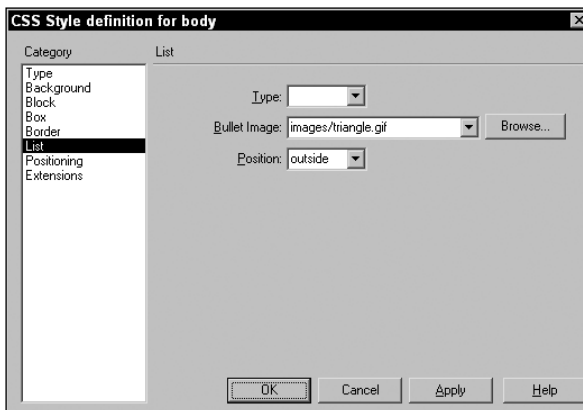 CSS Style definition for body
Category
List
Type
Background
Block
Box
Border
List
Positioning
Extensions
Type:
Bullet Image: images/triangle.gif
Browse...
Position: outside
OK
Cancel
Apply
Help